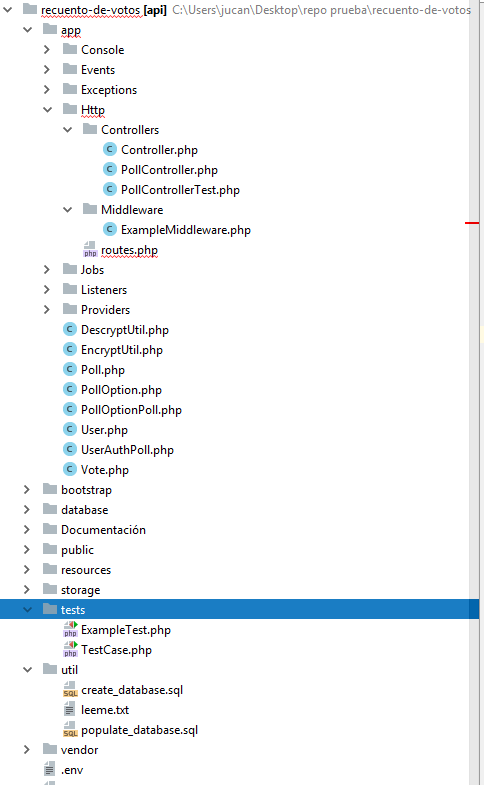 recuento-de-votos [api] C:\Users\jucan\Desktop\repo prueba\recuento-de-votos
app
Console
Events
Exceptions
Http
Controllers
Controller.php
PollController.php
PollControllerTest.php
Middleware
ExampleMiddleware.php
routes.php
Jobs
Listeners
Providers
DescryptUtil.php
EncryptUtil.php
Poll.php
PollOption.php
PollOptionPoll.php
User.php
UserAuthPoll.php
Vote.php
bootstrap
database
Documentación
public
resources
storage
tests
ExampleTest.php
TestCase.php
util
create_database.sql
leeme.txt
populate_database.sql
vendor
.env